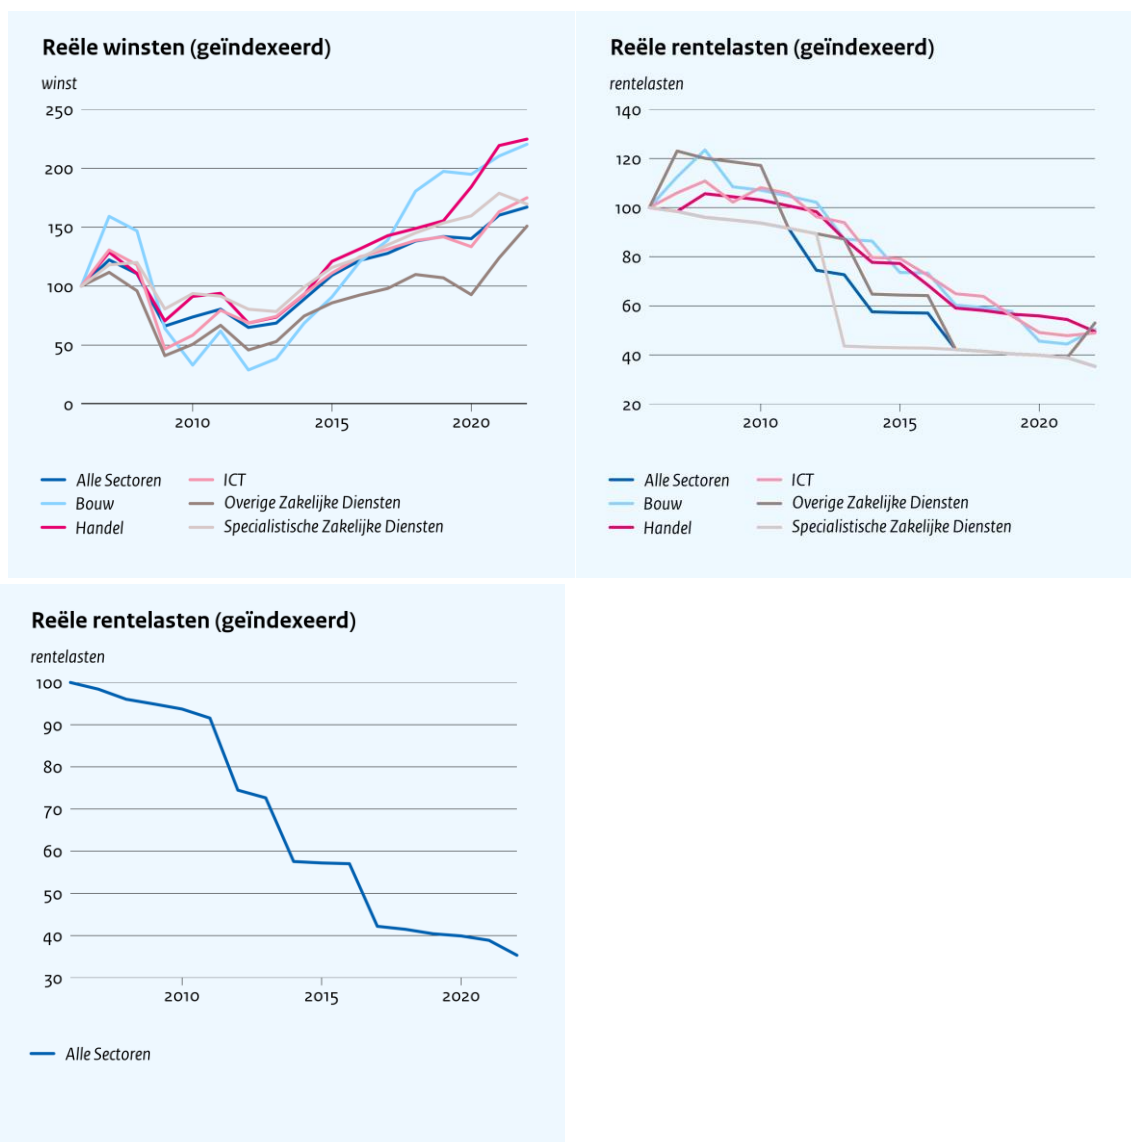 Reële winsten (geïndexeerd)
winst
250
200
150
100
50
0
2010 2015 2020
Alle Sectoren ICT
Bouw Overige Zakelijke Diensten
Handel Specialistische Zakelijke Diensten
Reële rentelasten (geïndexeerd)
rentelasten
140
120
100
80
60
40
20
2010 2015 2020
Alle Sectoren ICT
Bouw Overige Zakelijke Diensten
Handel Specialistische Zakelijke Diensten
Reële rentelasten (geïndexeerd)
rentelasten
100
90
80
70
60
50
40
30
2010 2015 2020
Alle Sectoren